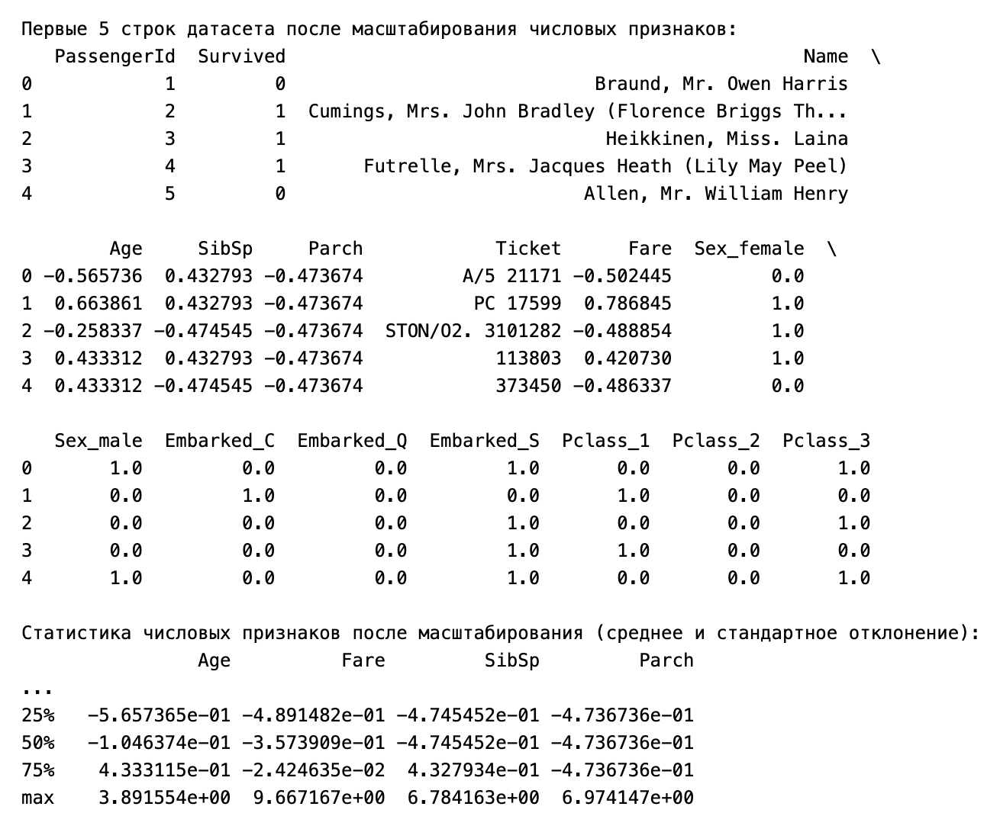 Первые 5 строк датасета после масштабирования числовых признаков:
   PassengerId  Survived                                               Name  \
0            1         0                            Braund, Mr. Owen Harris
1            2         1  Cumings, Mrs. John Bradley (Florence Briggs Th...
2            3         1                             Heikkinen, Miss. Laina
3            4         1       Futrelle, Mrs. Jacques Heath (Lily May Peel)
4            5         0                           Allen, Mr. William Henry

        Age     SibSp     Parch            Ticket      Fare  Sex_female  \
0 -0.565736  0.432793 -0.473674         A/5 21171 -0.502445         0.0
1  0.663861  0.432793 -0.473674          PC 17599  0.786845         1.0
2 -0.258337 -0.474545 -0.473674  STON/O2. 3101282 -0.488854         1.0
3  0.433312  0.432793 -0.473674            113803  0.420730         1.0
4  0.433312 -0.474545 -0.473674            373450 -0.486337         0.0

   Sex_male  Embarked_C  Embarked_Q  Embarked_S  Pclass_1  Pclass_2  Pclass_3
0       1.0         0.0         0.0         1.0       0.0       0.0       1.0
1       0.0         1.0         0.0         0.0       1.0       0.0       0.0
2       0.0         0.0         0.0         1.0       0.0       0.0       1.0
3       0.0         0.0         0.0         1.0       1.0       0.0       0.0
4       1.0         0.0         0.0         1.0       0.0       0.0       1.0

Статистика числовых признаков после масштабирования (среднее и стандартное отклонение):
                Age          Fare         SibSp         Parch
...
25%   -5.657365e-01 -4.891482e-01 -4.745452e-01 -4.736736e-01
50%   -1.046374e-01 -3.573909e-01 -4.745452e-01 -4.736736e-01
75%    4.333115e-01 -2.424635e-02  4.327934e-01 -4.736736e-01
max    3.891554e+00  9.667167e+00  6.784163e+00  6.974147e+00